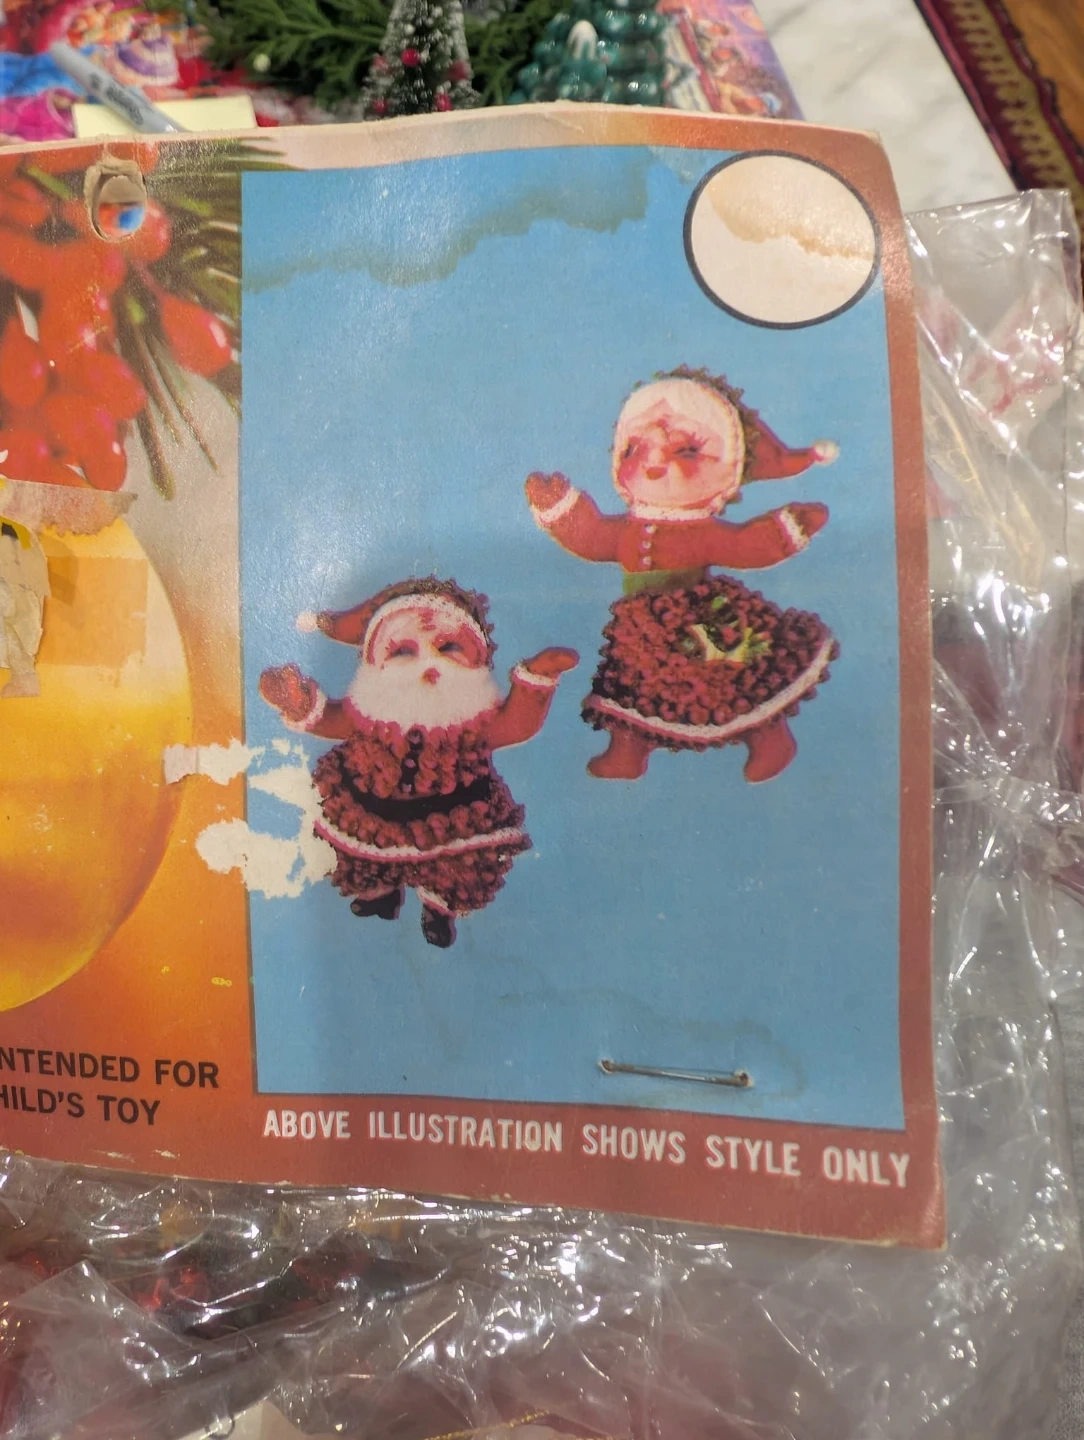 NTENDED FOR
HILD'S TOY
ABOVE ILLUSTRATION SHOWS STYLE ONLY